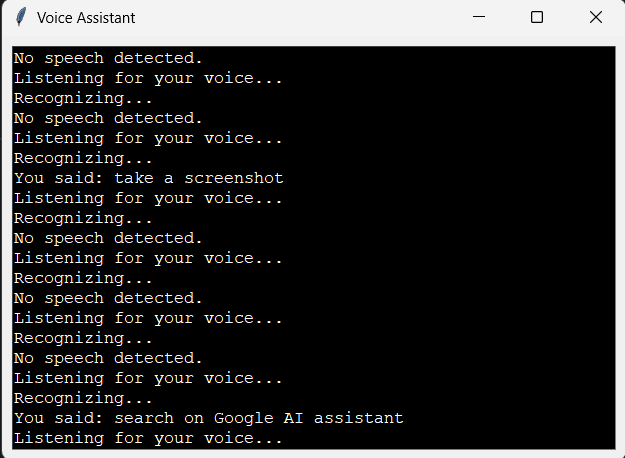 Voice Assistant
No speech detected.
Listening for your voice...
Recognizing...
No speech detected.
Listening for your voice...
Recognizing...
You said: take a screenshot
Listening for your voice...
Recognizing...
No speech detected.
Listening for your voice...
Recognizing...
No speech detected.
Listening for your voice...
Recognizing...
No speech detected.
Listening for your voice...
Recognizing...
You said: search on Google AI assistant
Listening for your voice...